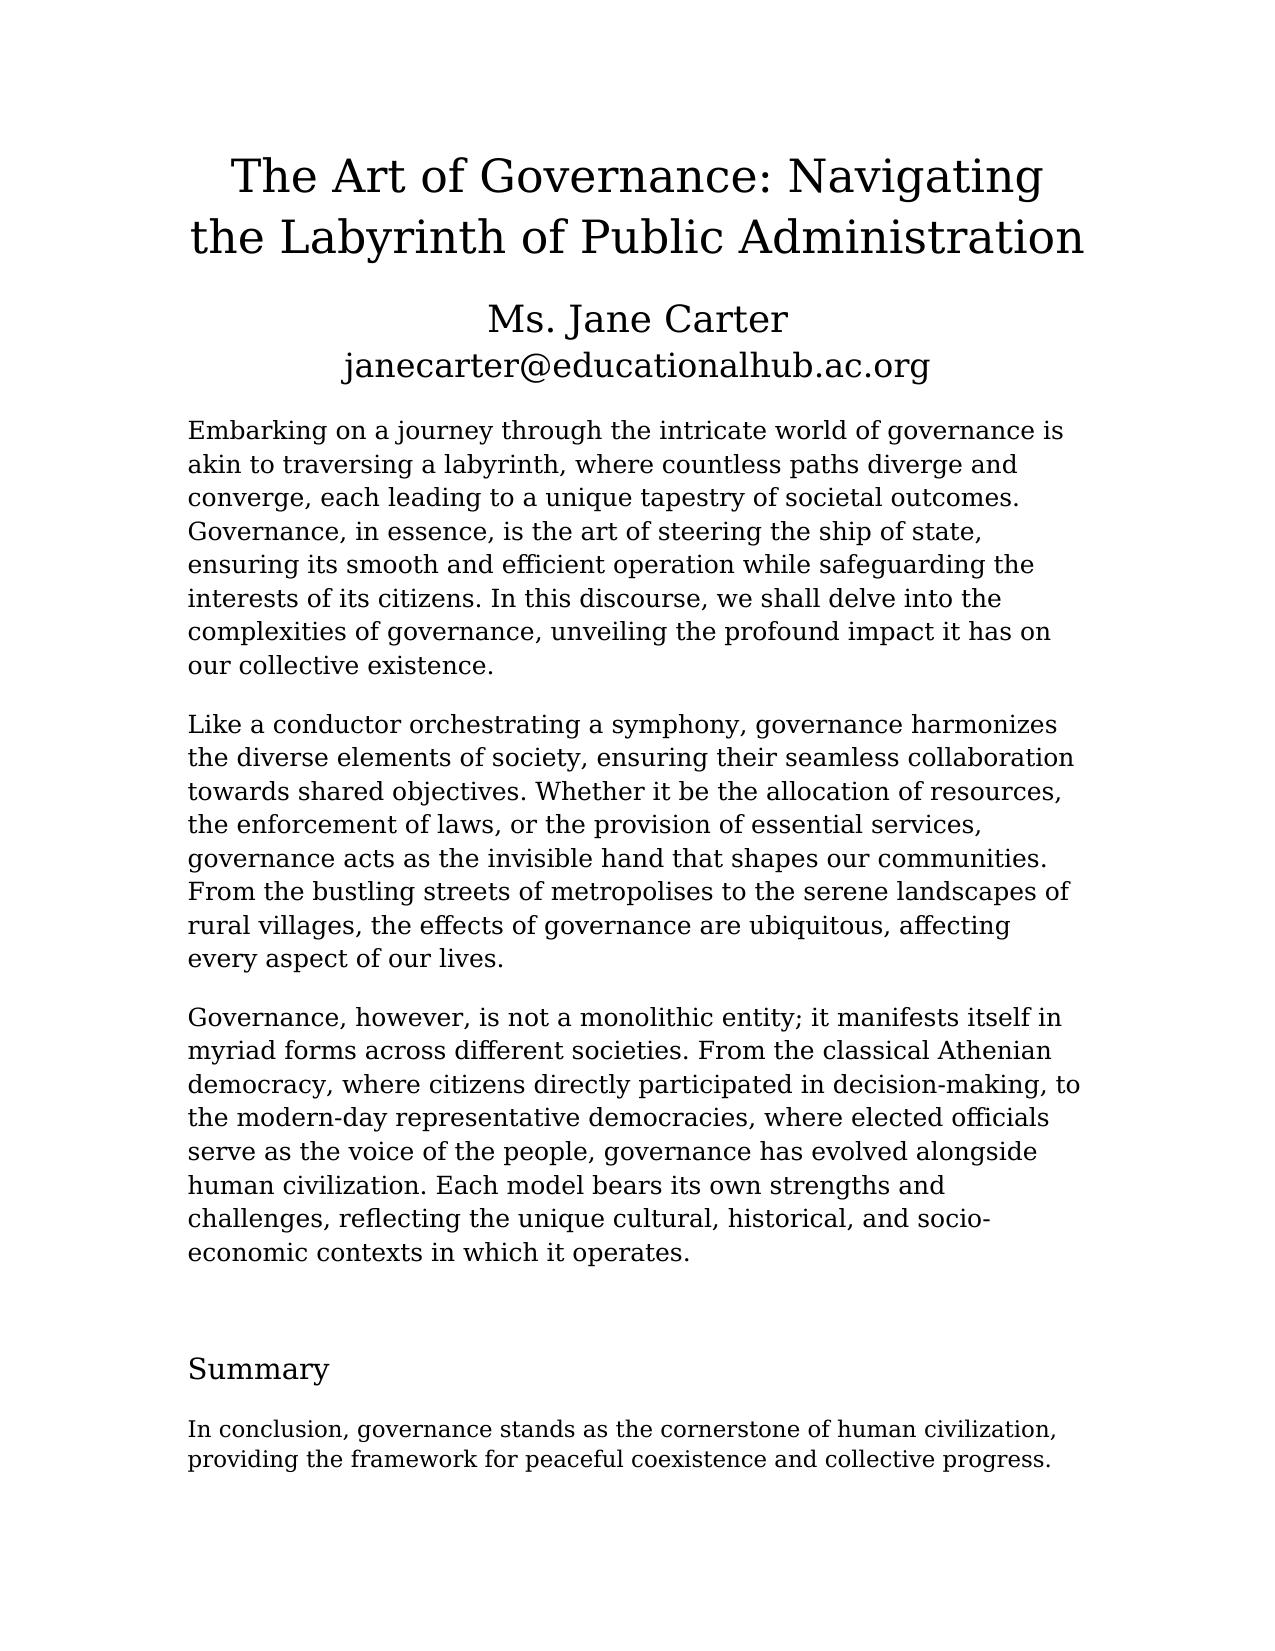 The Art of Governance: Navigating
the Labyrinth of Public Administration
Ms. Jane Carter
janecarter@educationalhub.ac.org
Embarking on a journey through the intricate world of governance is
akin to traversing a labyrinth, where countless paths diverge and
converge, each leading to a unique tapestry of societal outcomes.
Governance, in essence, is the art of steering the ship of state,
ensuring its smooth and efficient operation while safeguarding the
interests of its citizens. In this discourse, we shall delve into the
complexities of governance, unveiling the profound impact it has on
our collective existence.
Like a conductor orchestrating a symphony, governance harmonizes
the diverse elements of society, ensuring their seamless collaboration
towards shared objectives. Whether it be the allocation of resources,
the enforcement of laws, or the provision of essential services,
governance acts as the invisible hand that shapes our communities.
From the bustling streets of metropolises to the serene landscapes of
rural villages, the effects of governance are ubiquitous, affecting
every aspect of our lives.
Governance, however, is not a monolithic entity; it manifests itself in
myriad forms across different societies. From the classical Athenian
democracy, where citizens directly participated in decision-making, to
the modern-day representative democracies, where elected officials
serve as the voice of the people, governance has evolved alongside
human civilization. Each model bears its own strengths and
challenges, reflecting the unique cultural, historical, and socio-
economic contexts in which it operates.
Summary
In conclusion, governance stands as the cornerstone of human civilization,
providing the framework for peaceful coexistence and collective progress.